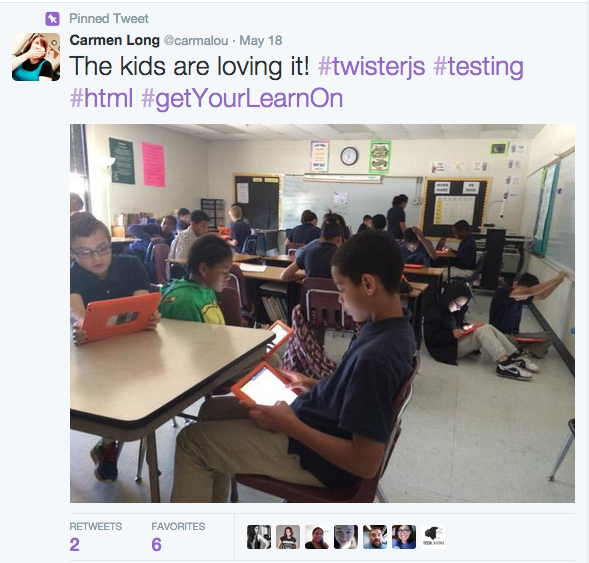 Pinned Tweet
Carmen Long @carmalou · May 18
The kids are loving it! #twisterjs #testing
#html #getYourLearnOn
WORK HARD BE NICE
RETWEETS FAVORITES
2 6